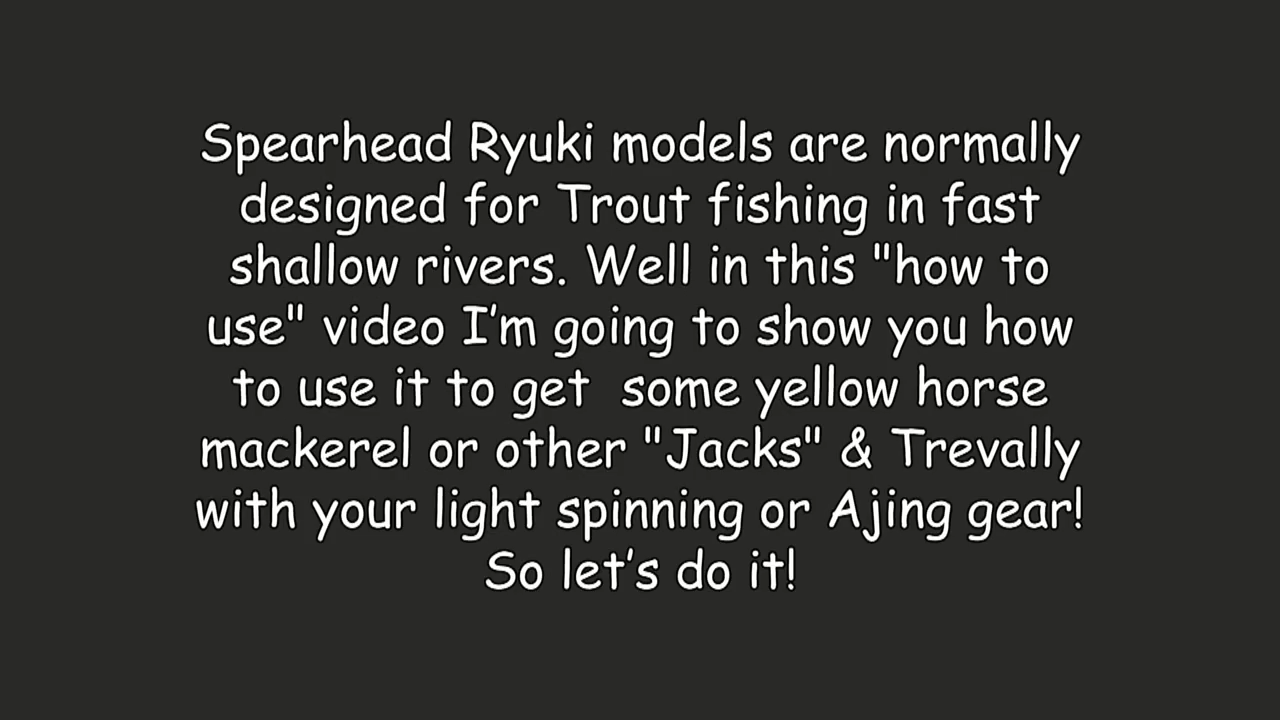 Spearhead Ryuki models are normally
designed for Trout fishing in fast
shallow rivers. Well in this "how to
use" video I'm going to show you how
to use it to get  some yellow horse
mackerel or other "Jacks" & Trevally
with your light spinning or Ajing gear!
So let's do it!